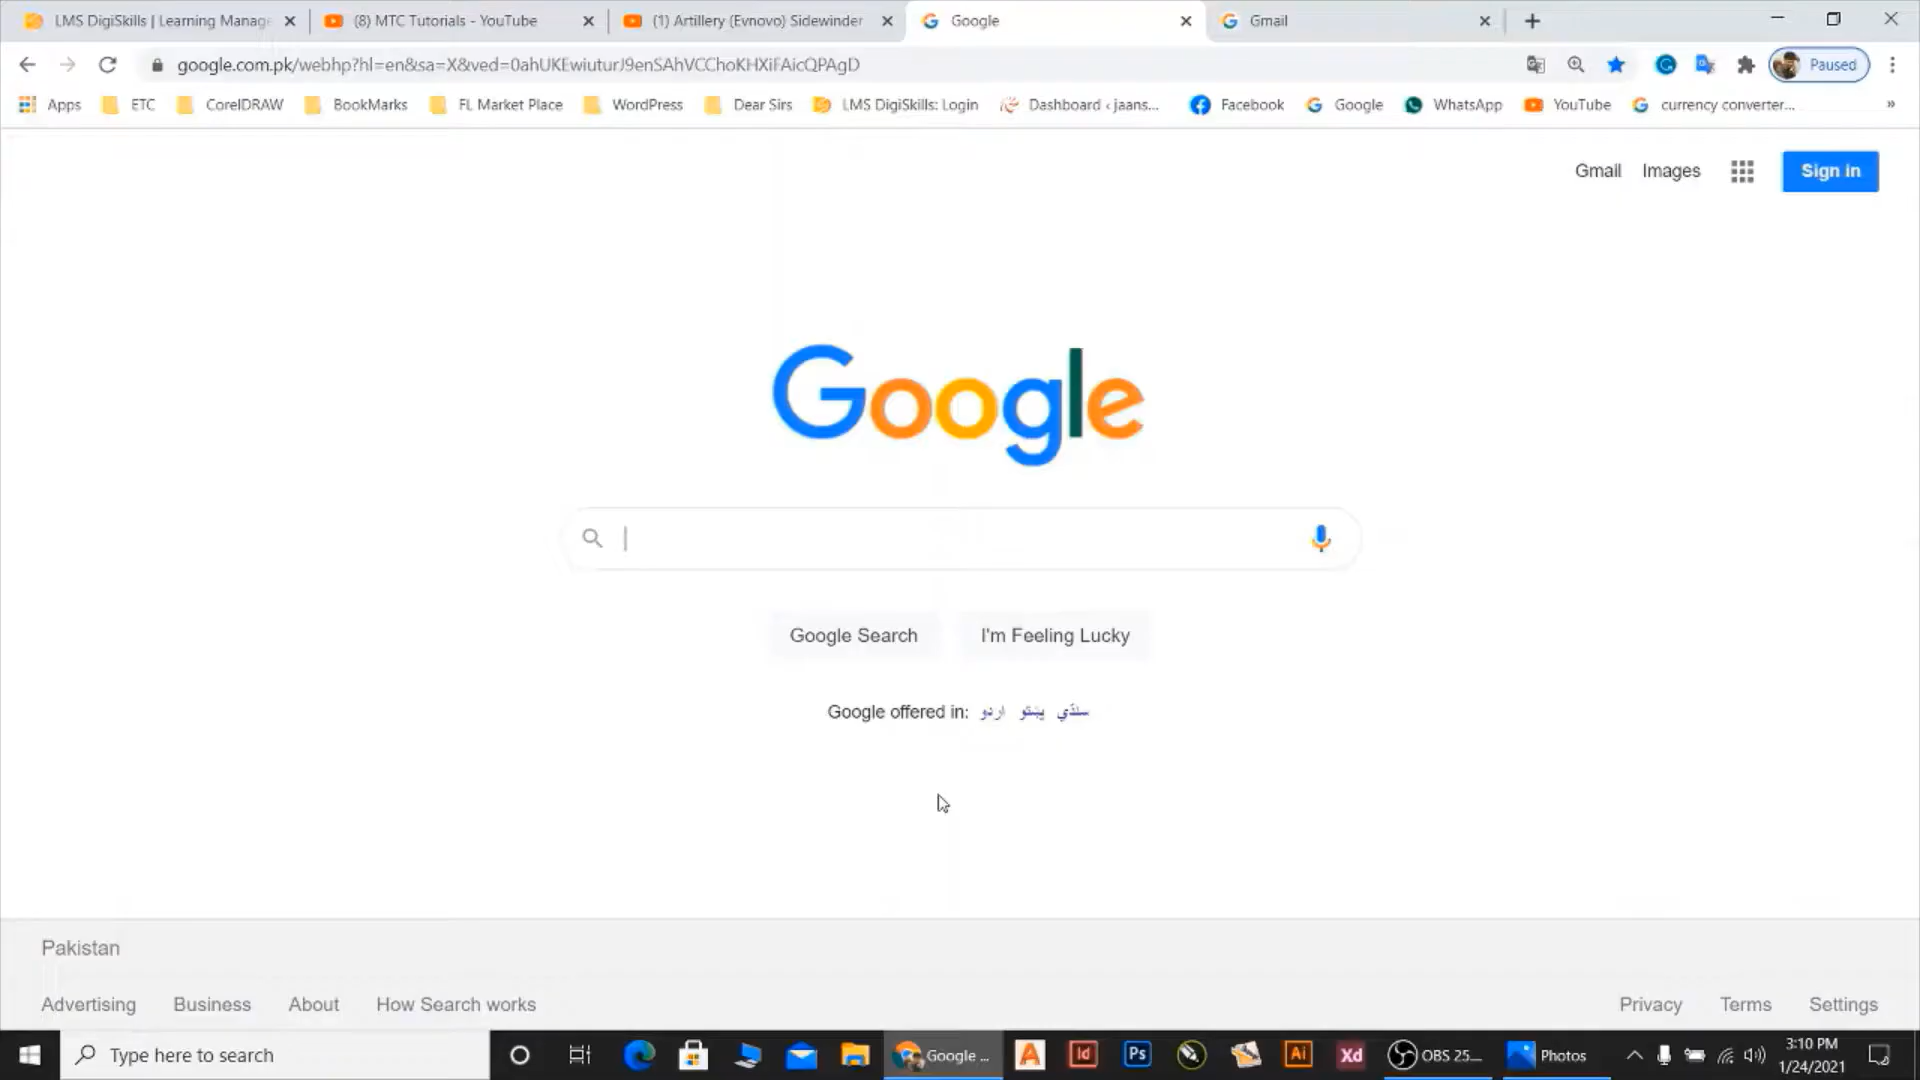 LMS DigiSkills | Learning Manage
(8) MTC Tutorials - YouTube
(1) Artillery (Evnovo) Sidewinder
Google
Gmail
google.com.pk/webhp?hl=en&sa=X&ved=0ahUKEwiuturJ9enSAhVCChoKHXiFAicQPAgD
Paused
Apps
ETC
CorelDRAW
BookMarks
FL Market Place
WordPress
Dear Sirs
LMS DigiSkills: Login
Dashboard ‹ jaans...
Facebook
Google
WhatsApp
YouTube
currency converter...
»
Gmail
Images
Sign in
Google
Google Search
I'm Feeling Lucky
Google offered in: اردو پښتو سنڌي
Pakistan
Advertising
Business
About
How Search works
Privacy
Terms
Settings
Type here to search
Google ...
Id
Ps
Ai
Xd
OBS 25....
Photos
3:10 PM
1/24/2021